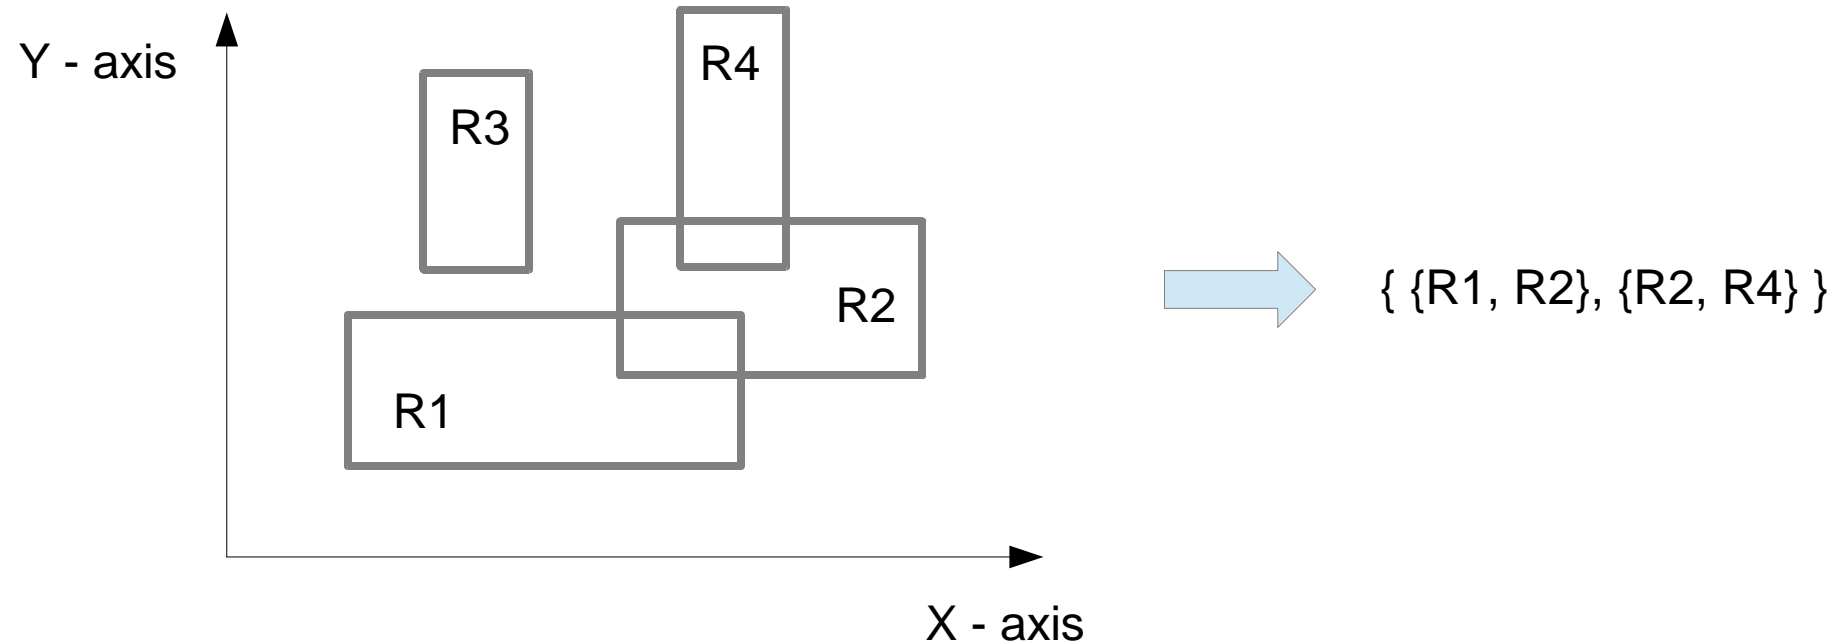 Y - axis
R4
R3
R2
{ {R1, R2}, {R2, R4} }
R1
X - axis